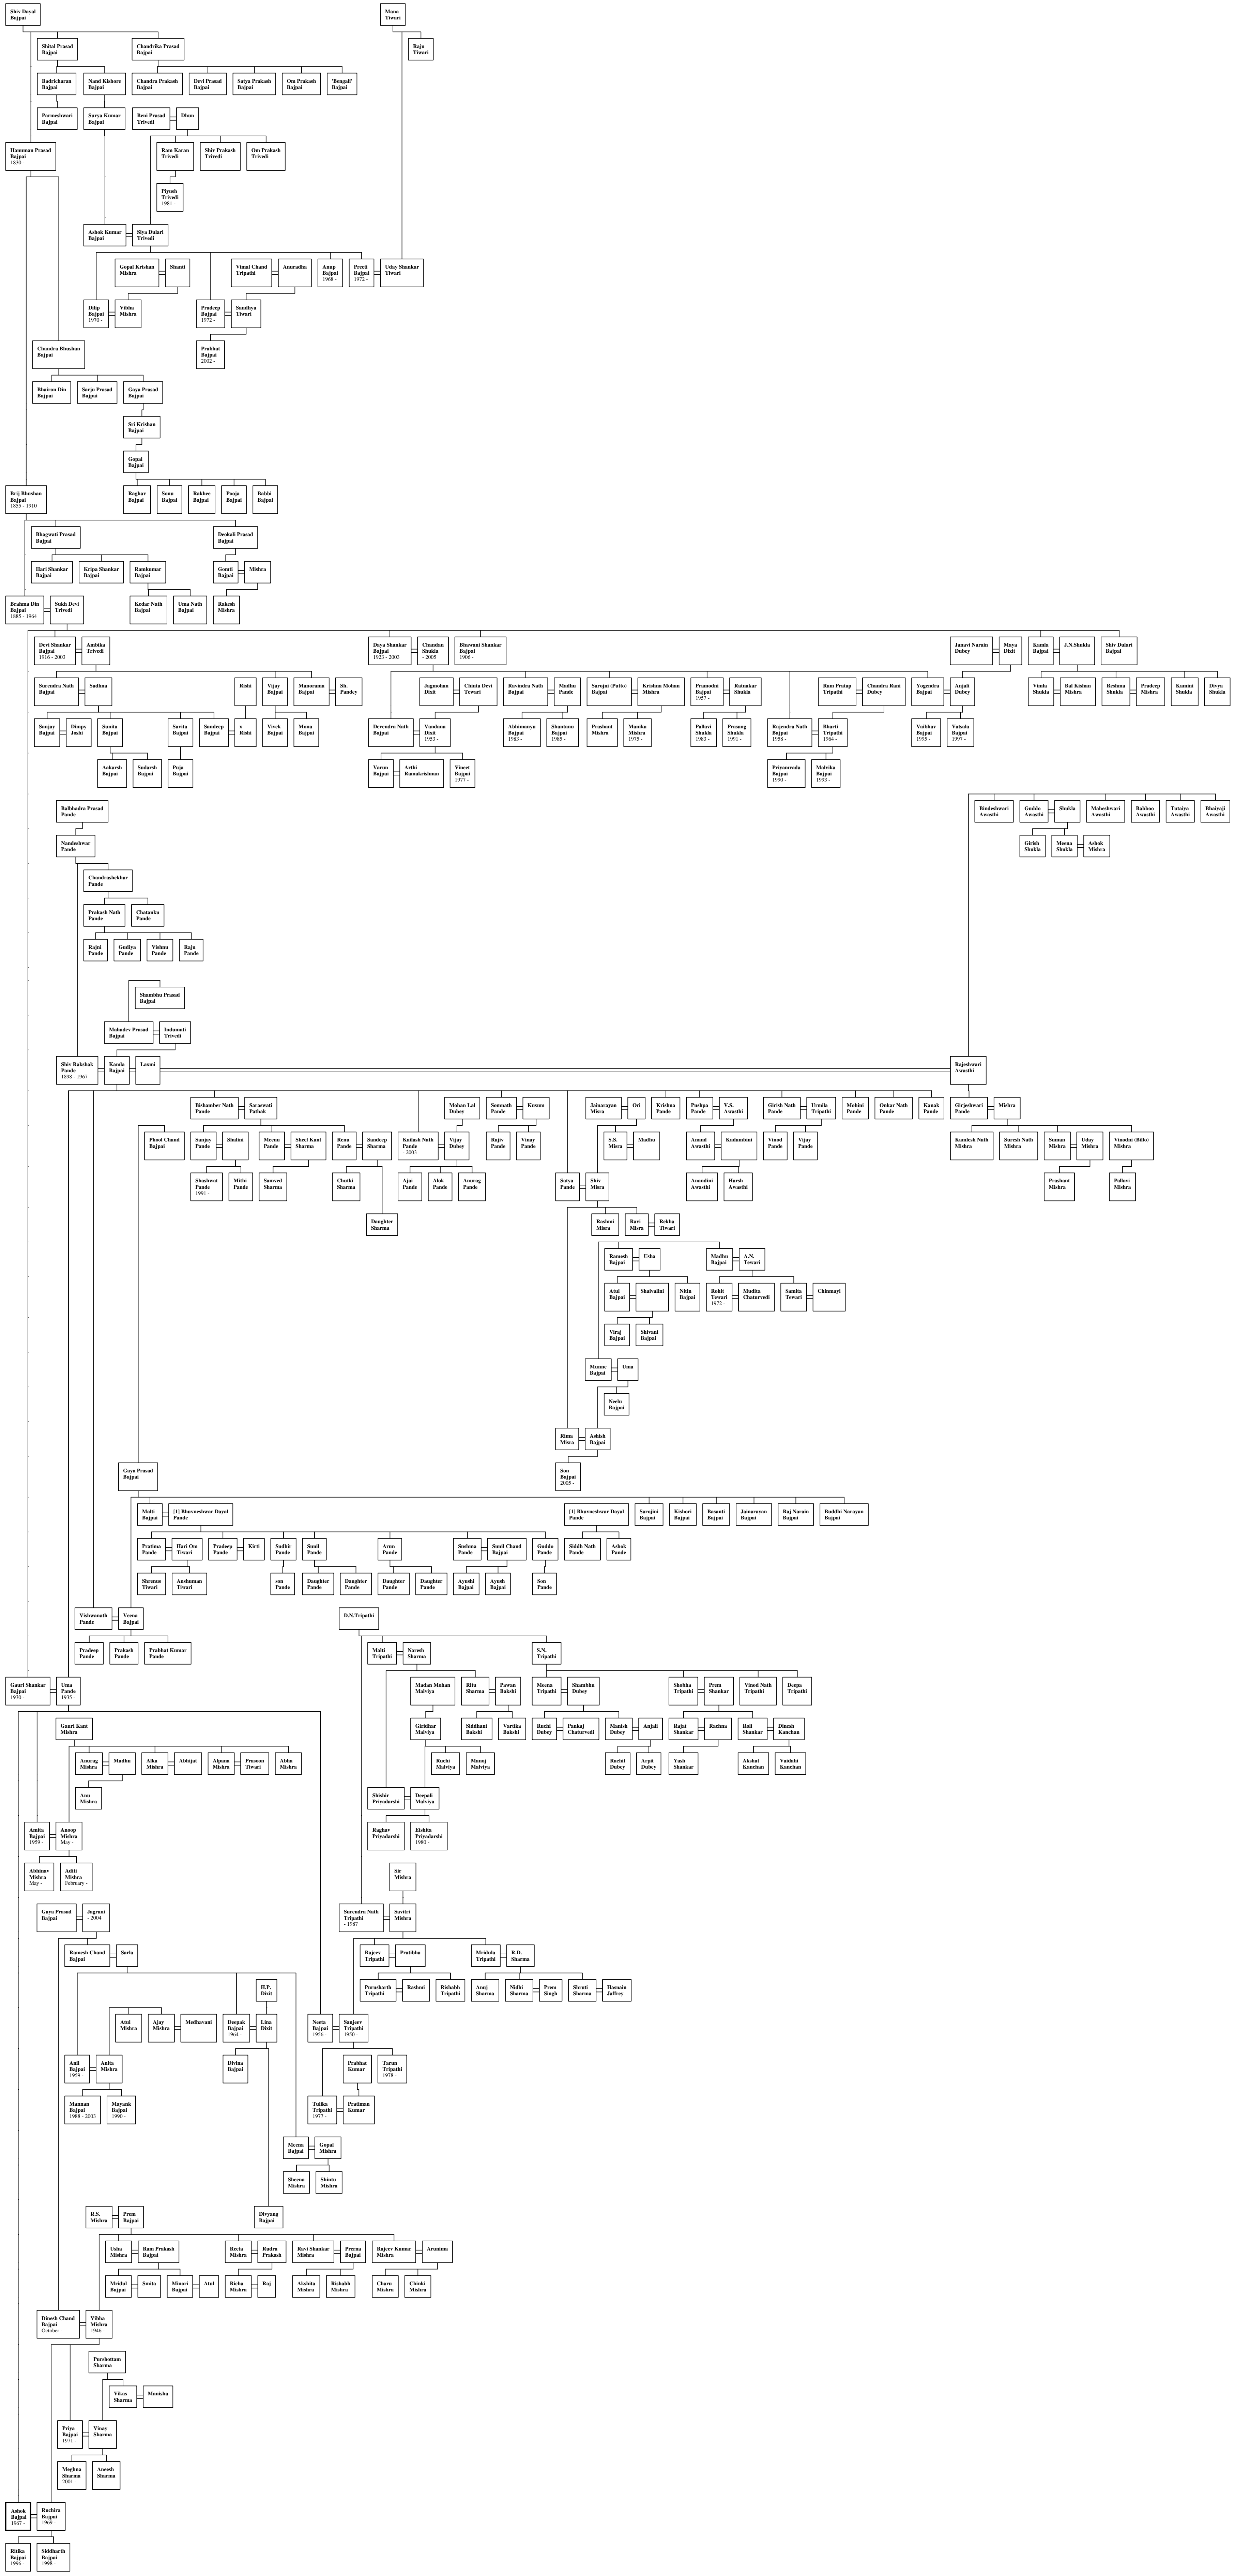 Shiv Dayal
Bajpai
Mana
Tiwari
Shital Prasad
Bajpai
Chandrika Prasad
Bajpai
Raju
Tiwari
Badricharan
Bajpai
Nand Kishore
Bajpai
Chandra Prakash
Bajpai
Devi Prasad
Bajpai
Satya Prakash
Bajpai
Om Prakash
Bajpai
'Bengali'
Bajpai
Parmeshwari
Bajpai
Surya Kumar
Bajpai
Beni Prasad
Trivedi
Dhun
Hanuman Prasad
Bajpai
1830 -
Ram Karan
Trivedi
Shiv Prakash
Trivedi
Om Prakash
Trivedi
Piyush
Trivedi
1981 -
Ashok Kumar
Bajpai
Siya Dulari
Trivedi
Gopal Krishan
Mishra
Shanti
Vimal Chand
Tripathi
Anuradha
Anup
Bajpai
1968 -
Preeti
Bajpai
1972 -
Uday Shankar
Tiwari
Dilip
Bajpai
1970 -
Vibha
Mishra
Pradeep
Bajpai
1972 -
Sandhya
Tiwari
Chandra Bhushan
Bajpai
Prabhat
Bajpai
2002 -
Bhairon Din
Bajpai
Sarju Prasad
Bajpai
Gaya Prasad
Bajpai
Sri Krishan
Bajpai
Gopal
Bajpai
Brij Bhushan
Bajpai
1855 - 1910
Raghav
Bajpai
Sonu
Bajpai
Rakhee
Bajpai
Pooja
Bajpai
Babbi
Bajpai
Bhagwati Prasad
Bajpai
Deokali Prasad
Bajpai
Hari Shankar
Bajpai
Kripa Shankar
Bajpai
Ramkumar
Bajpai
Gomti
Bajpai
Mishra
Brahma Din
Bajpai
1885 - 1964
Sukh Devi
Trivedi
Kedar Nath
Bajpai
Uma Nath
Bajpai
Rakesh
Mishra
Devi Shankar
Bajpai
1916 - 2003
Ambika
Trivedi
Daya Shankar
Bajpai
1923 - 2003
Chandan
Shukla
- 2005
Bhawani Shankar
Bajpai
1906 -
Janavi Narain
Dubey
Maya
Dixit
Kamla
Bajpai
J.N.Shukla
Shiv Dulari
Bajpai
Surendra Nath
Bajpai
Sadhna
Rishi
Vijay
Bajpai
Manorama
Bajpai
Sh.
Pandey
Jagmohan
Dixit
Chinta Devi
Tewari
Ravindra Nath
Bajpai
Madhu
Pande
Sarojni (Putto)
Bajpai
Krishna Mohan
Mishra
Pramodni
Bajpai
1957 -
Ratnakar
Shukla
Ram Pratap
Tripathi
Chandra Rani
Dubey
Yogendra
Bajpai
Anjali
Dubey
Vimla
Shukla
Bal Kishan
Mishra
Reshma
Shukla
Pradeep
Mishra
Kamini
Shukla
Divya
Shukla
Sanjay
Bajpai
Dimpy
Joshi
Sunita
Bajpai
Savita
Bajpai
Sandeep
Bajpai
x
Rishi
Vivek
Bajpai
Mona
Bajpai
Devendra Nath
Bajpai
Vandana
Dixit
1953 -
Abhimanyu
Bajpai
1983 -
Shantanu
Bajpai
1985 -
Prashant
Mishra
Manika
Mishra
1975 -
Pallavi
Shukla
1983 -
Prasang
Shukla
1991 -
Rajendra Nath
Bajpai
1958 -
Bharti
Tripathi
1964 -
Vaibhav
Bajpai
1995 -
Vatsala
Bajpai
1997 -
Aakarsh
Bajpai
Sudarsh
Bajpai
Puja
Bajpai
Varun
Bajpai
Arthi
Ramakrishnan
Vineet
Bajpai
1977 -
Priyamvada
Bajpai
1990 -
Malvika
Bajpai
1993 -
Balbhadra Prasad
Pande
Bindeshwari
Awasthi
Guddo
Awasthi
Shukla
Maheshwari
Awasthi
Babboo
Awasthi
Tutaiya
Awasthi
Bhaiyaji
Awasthi
Nandeshwar
Pande
Girish
Shukla
Meena
Shukla
Ashok
Mishra
Chandrashekhar
Pande
Prakash Nath
Pande
Chatanku
Pande
Rajni
Pande
Gudiya
Pande
Vishnu
Pande
Raju
Pande
Shambhu Prasad
Bajpai
Mahadev Prasad
Bajpai
Indumati
Trivedi
Shiv Rakshak
Pande
1898 - 1967
Kamla
Bajpai
Laxmi
Rajeshwari
Awasthi
Bishamber Nath
Pande
Saraswati
Pathak
Mohan Lal
Dubey
Somnath
Pande
Kusum
Jainarayan
Misra
Ori
Krishna
Pande
Pushpa
Pande
V.S.
Awasthi
Girish Nath
Pande
Urmila
Tripathi
Mohini
Pande
Onkar Nath
Pande
Kanak
Pande
Girjeshwari
Pande
Mishra
Phool Chand
Bajpai
Sanjay
Pande
Shalini
Meenu
Pande
Sheel Kant
Sharma
Renu
Pande
Sandeep
Sharma
Kailash Nath
Pande
- 2003
Vijay
Dubey
Rajiv
Pande
Vinay
Pande
S.S.
Misra
Madhu
Anand
Awasthi
Kadambini
Vinod
Pande
Vijay
Pande
Kamlesh Nath
Mishra
Suresh Nath
Mishra
Suman
Mishra
Uday
Mishra
Vinodni (Billo)
Mishra
Shashwat
Pande
1991 -
Mithi
Pande
Samved
Sharma
Chutki
Sharma
Ajai
Pande
Alok
Pande
Anurag
Pande
Satya
Pande
Shiv
Misra
Anandini
Awasthi
Harsh
Awasthi
Prashant
Mishra
Pallavi
Mishra
Daughter
Sharma
Rashmi
Misra
Ravi
Misra
Rekha
Tiwari
Ramesh
Bajpai
Usha
Madhu
Bajpai
A.N.
Tewari
Atul
Bajpai
Shaivalini
Nitin
Bajpai
Rohit
Tewari
1972 -
Mudita
Chaturvedi
Samita
Tewari
Chinmayi
Viraj
Bajpai
Shivani
Bajpai
Munne
Bajpai
Uma
Neelu
Bajpai
Rima
Misra
Ashish
Bajpai
Gaya Prasad
Bajpai
Son
Bajpai
2005 -
Malti
Bajpai
[1] Bhuvneshwar Dayal
Pande
[1] Bhuvneshwar Dayal
Pande
Sarojini
Bajpai
Kishori
Bajpai
Basanti
Bajpai
Jainarayan
Bajpai
Raj Narain
Bajpai
Buddhi Narayan
Bajpai
Pratima
Pande
Hari Om
Tiwari
Pradeep
Pande
Kirti
Sudhir
Pande
Sunil
Pande
Arun
Pande
Sushma
Pande
Sunil Chand
Bajpai
Guddo
Pande
Siddh Nath
Pande
Ashok
Pande
Shrenns
Tiwari
Anshuman
Tiwari
son
Pande
Daughter
Pande
Daughter
Pande
Daughter
Pande
Daughter
Pande
Ayushi
Bajpai
Ayush
Bajpai
Son
Pande
Vishwanath
Pande
Veena
Bajpai
D.N.Tripathi
Pradeep
Pande
Prakash
Pande
Prabhat Kumar
Pande
Malti
Tripathi
Naresh
Sharma
S.N.
Tripathi
Gauri Shankar
Bajpai
1930 -
Uma
Pande
1935 -
Madan Mohan
Malviya
Ritu
Sharma
Pawan
Bakshi
Meena
Tripathi
Shambhu
Dubey
Shobha
Tripathi
Prem
Shankar
Vinod Nath
Tripathi
Deepa
Tripathi
Gauri Kant
Mishra
Giridhar
Malviya
Siddhant
Bakshi
Vartika
Bakshi
Ruchi
Dubey
Pankaj
Chaturvedi
Manish
Dubey
Anjali
Rajat
Shankar
Rachna
Roli
Shankar
Dinesh
Kanchan
Anurag
Mishra
Madhu
Alka
Mishra
Abhijat
Alpana
Mishra
Prasoon
Tiwari
Abha
Mishra
Ruchi
Malviya
Manoj
Malviya
Rachit
Dubey
Arpit
Dubey
Yash
Shankar
Akshat
Kanchan
Vaidahi
Kanchan
Anu
Mishra
Shishir
Priyadarshi
Deepali
Malviya
Amita
Bajpai
1959 -
Anoop
Mishra
May -
Raghav
Priyadarshi
Eishita
Priyadarshi
1980 -
Abhinav
Mishra
May -
Aditi
Mishra
February -
Sir
Mishra
Gaya Prasad
Bajpai
Jagrani
- 2004
Surendra Nath
Tripathi
- 1987
Savitri
Mishra
Ramesh Chand
Bajpai
Sarla
Rajeev
Tripathi
Pratibha
Mridula
Tripathi
R.D.
Sharma
H.P.
Dixit
Purusharth
Tripathi
Rashmi
Rishabh
Tripathi
Anuj
Sharma
Nidhi
Sharma
Prem
Singh
Shruti
Sharma
Hasnain
Jaffrey
Atul
Mishra
Ajay
Mishra
Medhavani
Deepak
Bajpai
1964 -
Lina
Dixit
Neeta
Bajpai
1956 -
Sanjeev
Tripathi
1950 -
Anil
Bajpai
1959 -
Anita
Mishra
Divina
Bajpai
Prabhat
Kumar
Tarun
Tripathi
1978 -
Mannan
Bajpai
1988 - 2003
Mayank
Bajpai
1990 -
Tulika
Tripathi
1977 -
Pratiman
Kumar
Meena
Bajpai
Gopal
Mishra
Sheena
Mishra
Shintu
Mishra
R.S.
Mishra
Prem
Bajpai
Divyang
Bajpai
Usha
Mishra
Ram Prakash
Bajpai
Reeta
Mishra
Rudra
Prakash
Ravi Shankar
Mishra
Prerna
Bajpai
Rajeev Kumar
Mishra
Arunima
Mridul
Bajpai
Smita
Minori
Bajpai
Atul
Richa
Mishra
Raj
Akshita
Mishra
Rishabh
Mishra
Charu
Mishra
Chinki
Mishra
Dinesh Chand
Bajpai
October -
Vibha
Mishra
1946 -
Purshottam
Sharma
Vikas
Sharma
Manisha
Priya
Bajpai
1971 -
Vinay
Sharma
Meghna
Sharma
2001 -
Aneesh
Sharma
Ashok
Bajpai
1967 -
Ruchira
Bajpai
1969 -
Ritika
Bajpai
1996 -
Siddharth
Bajpai
1998 -